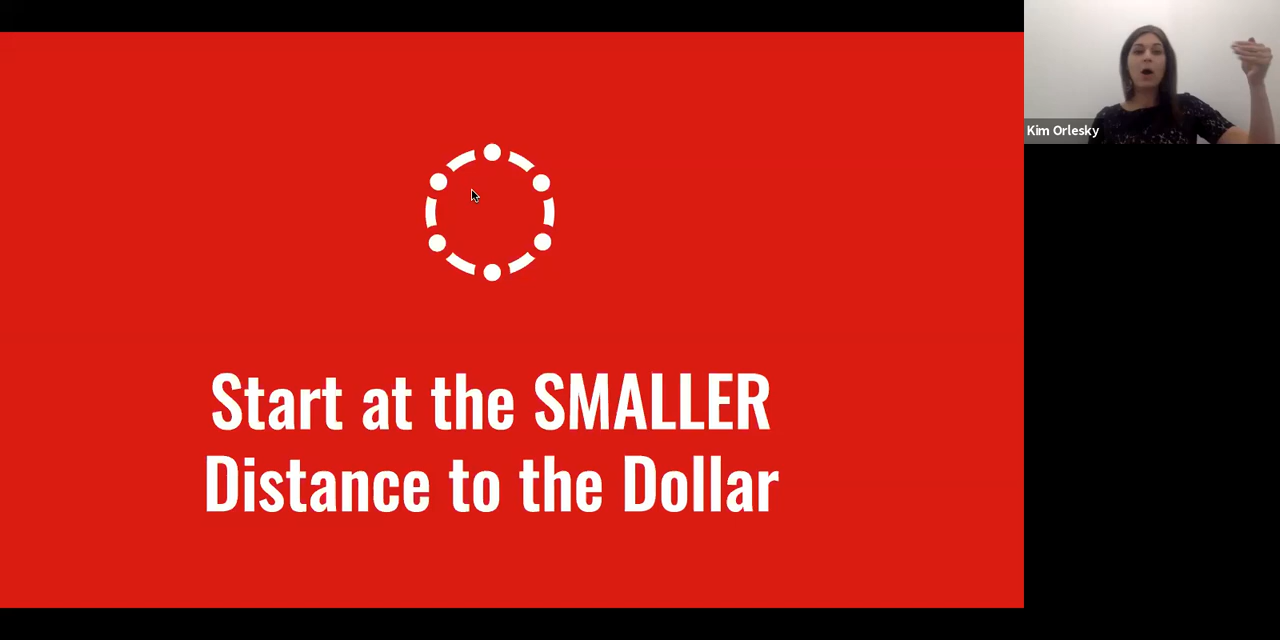 Kim Orlesky
Start at the SMALLER
Distance to the Dollar